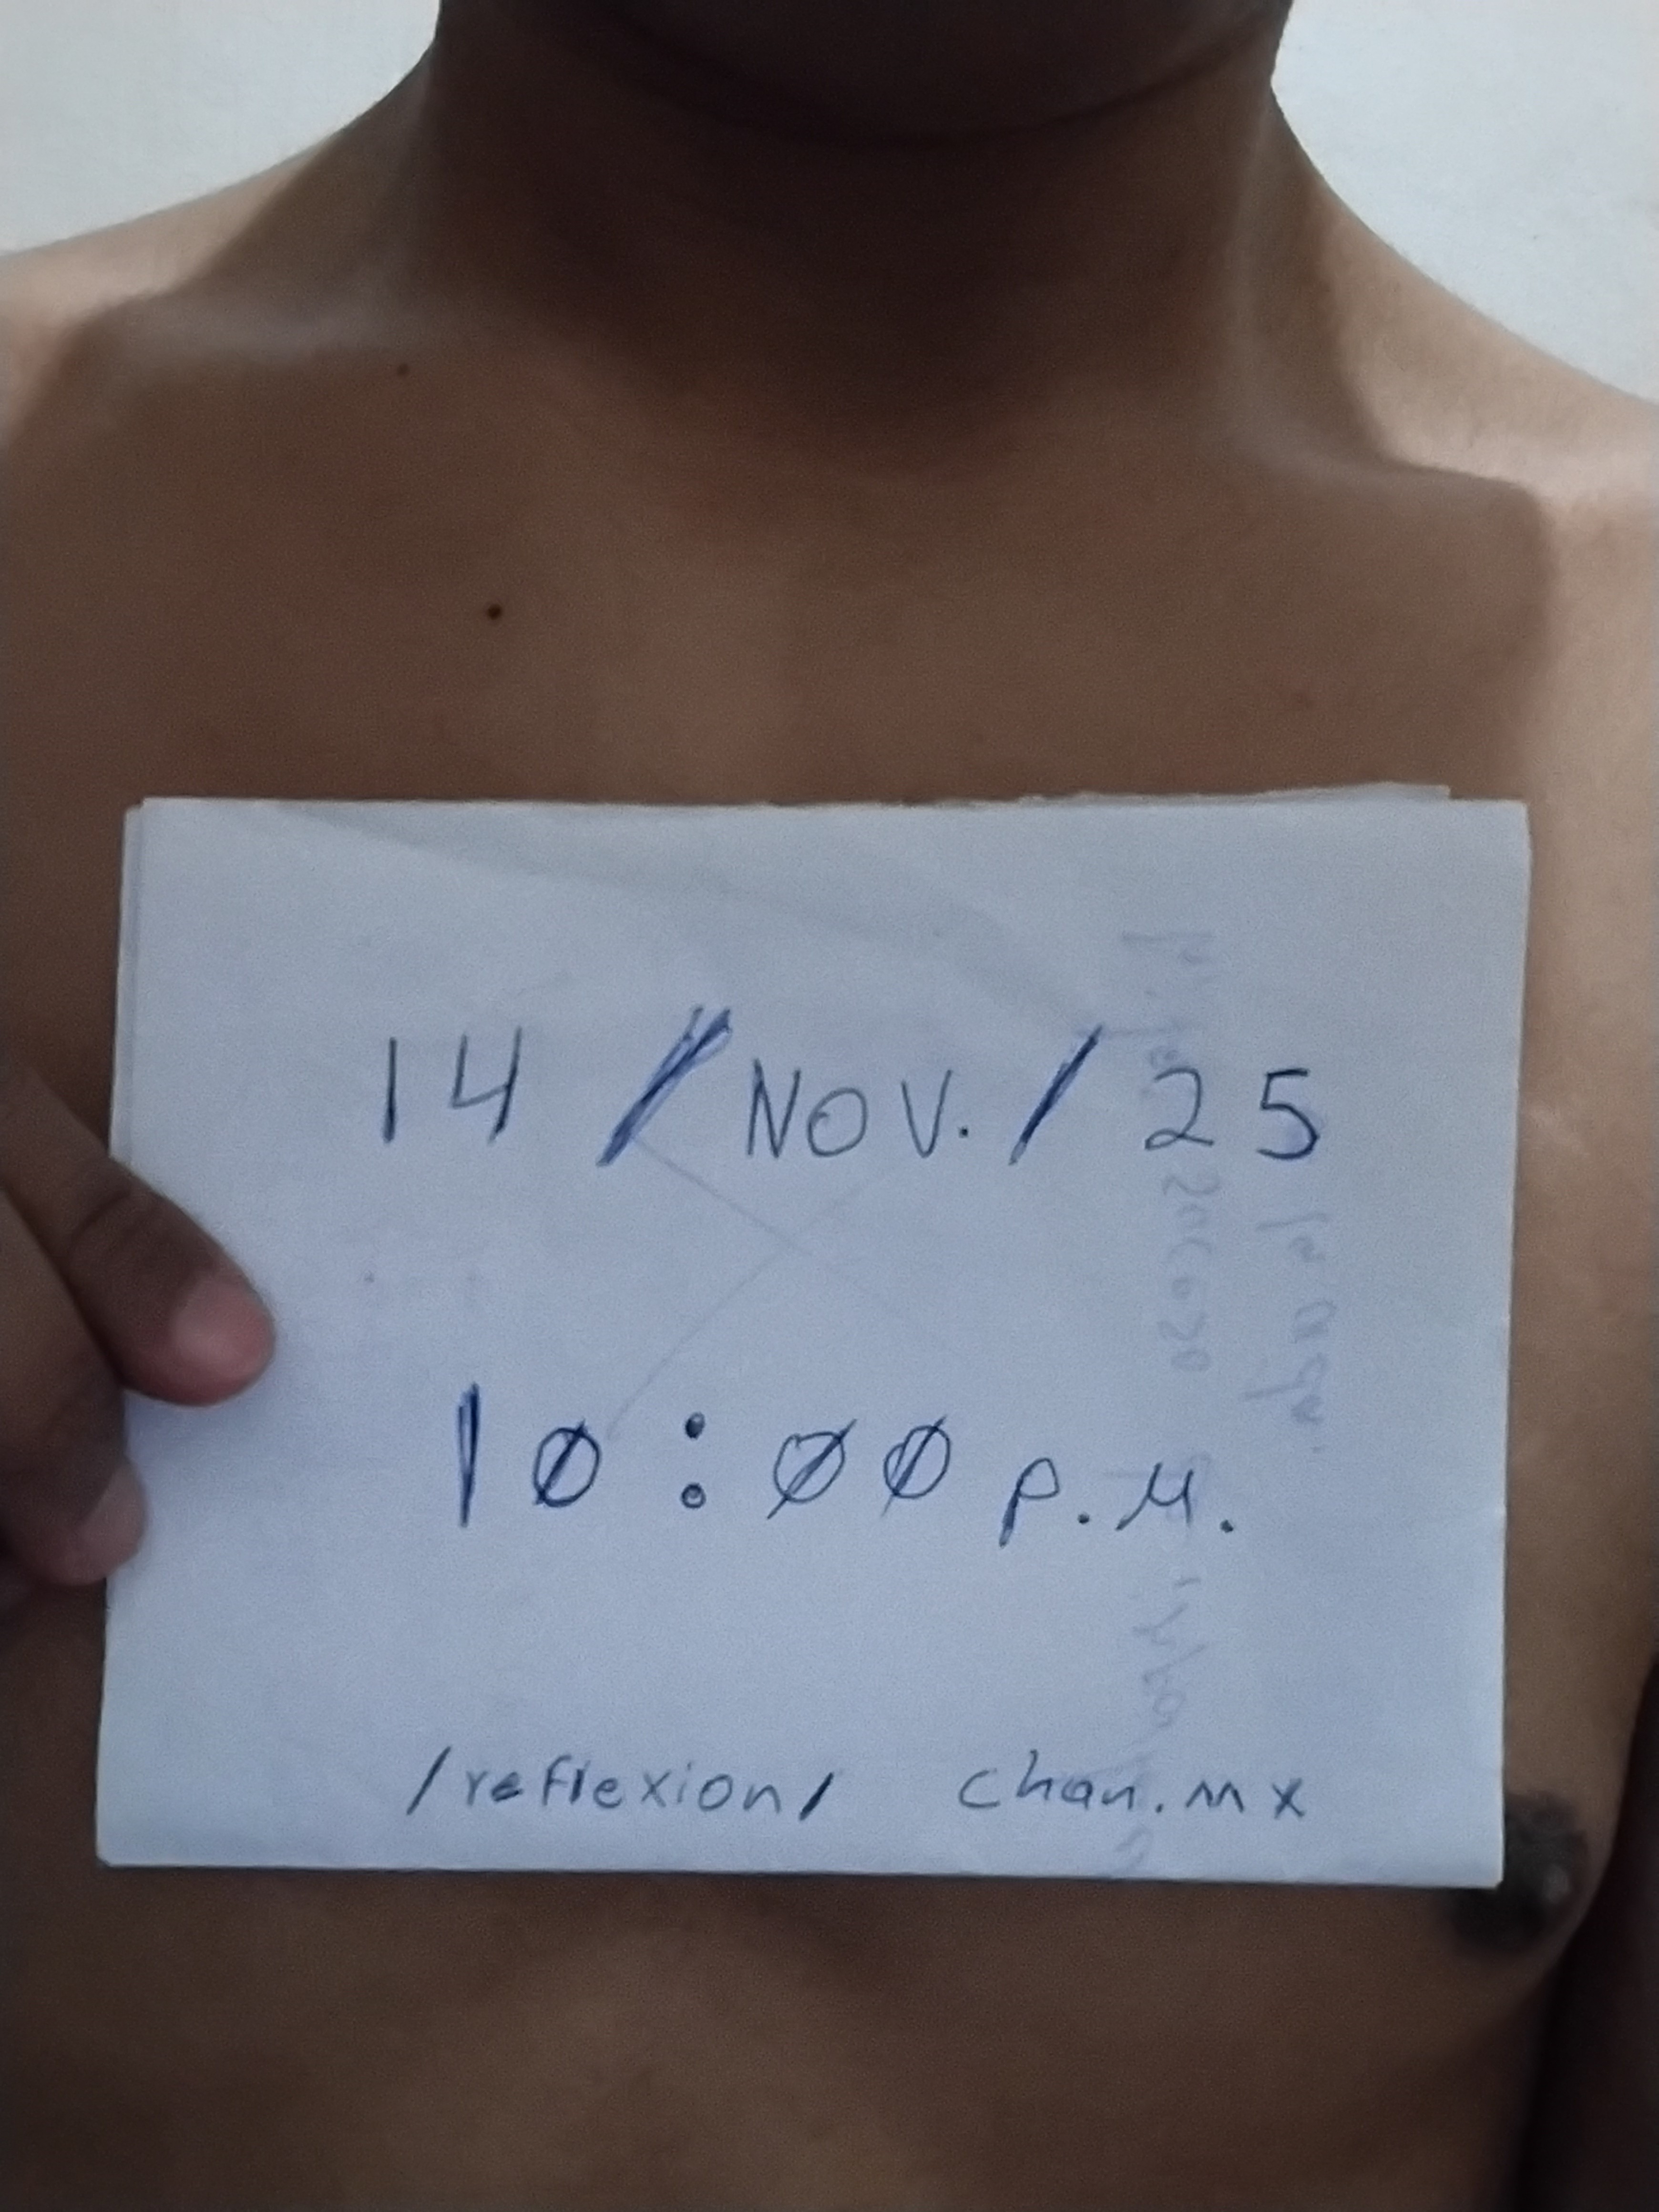 14 / NOV. / 25
10:00 P.M.
/reflexion/ chan.mx